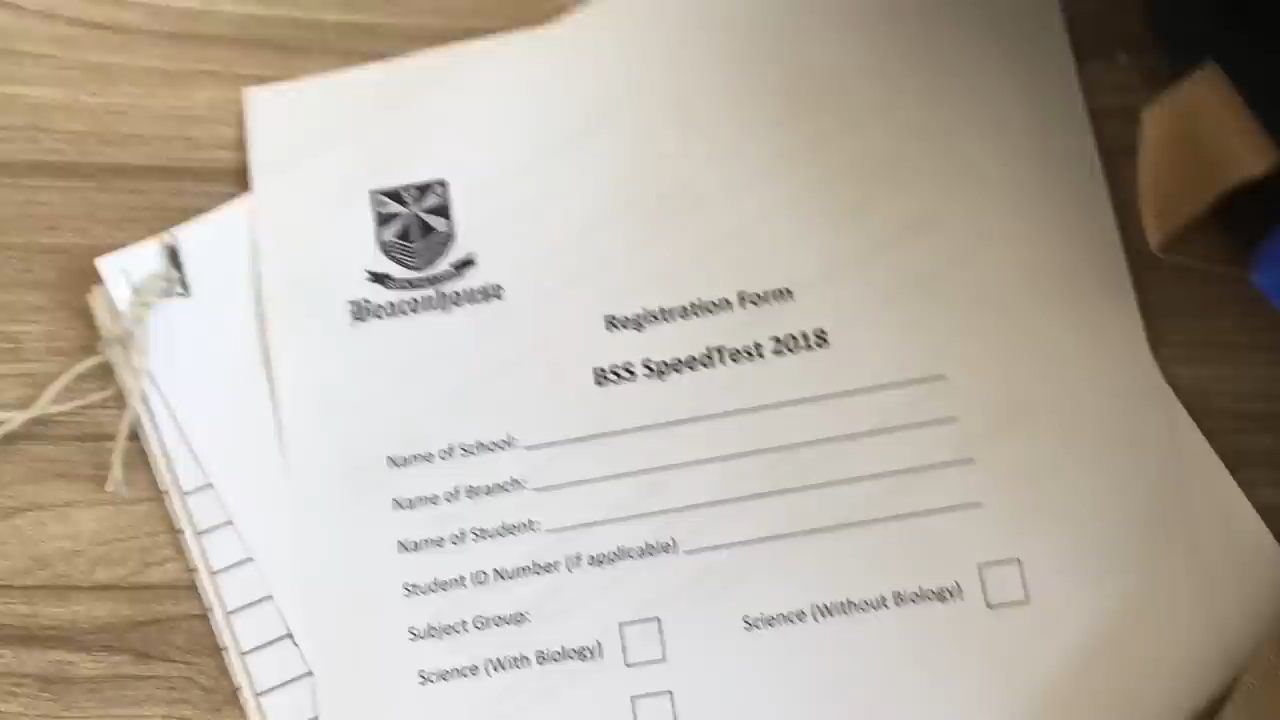 Beaconhouse
Registration Form
BSS SpeedTest 2018
Name of School:
Name of Branch:
Name of Student:
Student ID Number (if applicable)
Subject Group:
Science (With Biology)
Science (Without Biology)